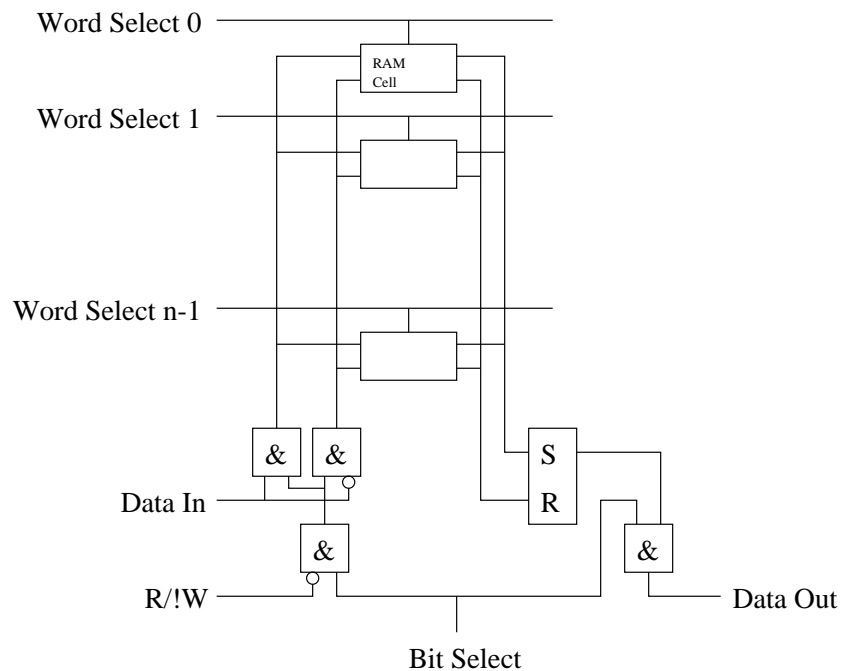 Word Select 0
RAM
Cell
Word Select 1
Word Select n-1
& &
S
Data In
R
& &
R/!W
Data Out
Bit Select